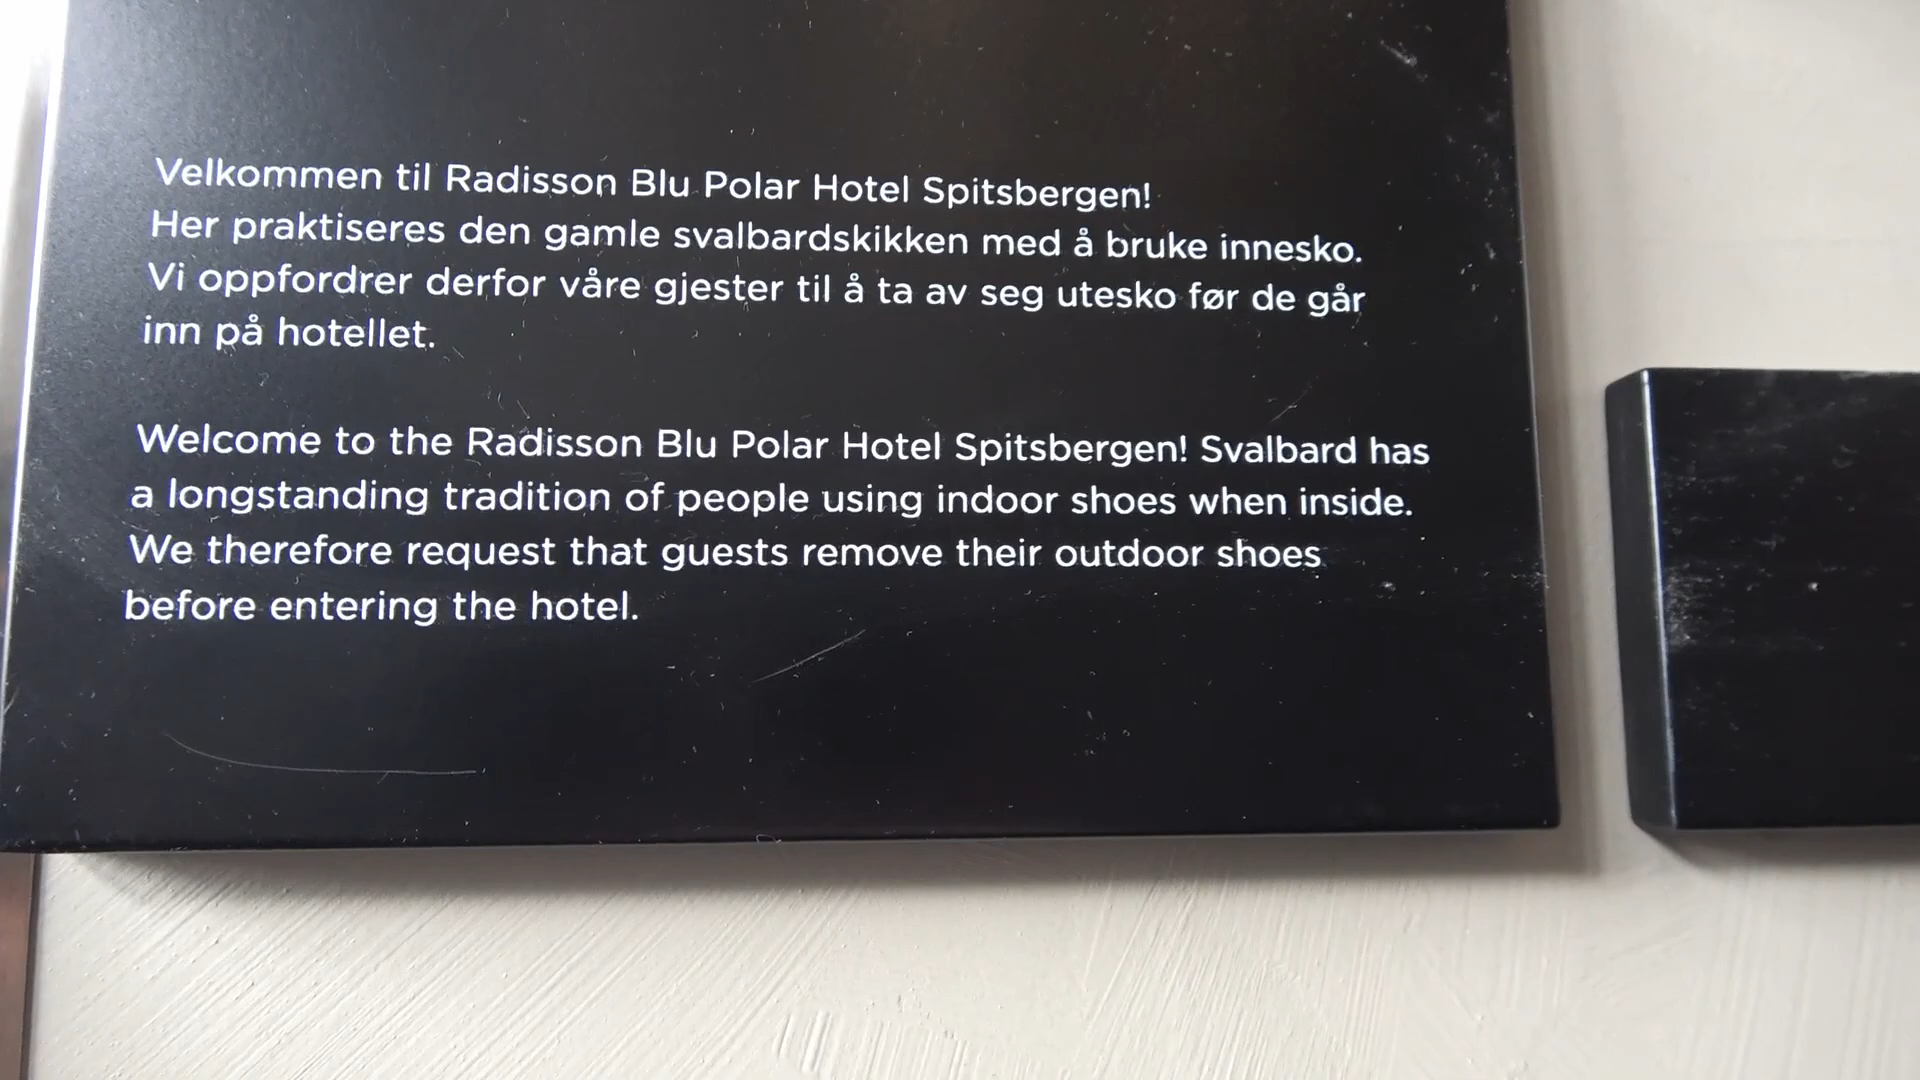 Velkommen til Radisson Blu Polar Hotel Spitsbergen!
Her praktiseres den gamle svalbardskikken med å bruke innesko.
Vi oppfordrer derfor våre gjester til å ta av seg utesko før de går
inn på hotellet.
Welcome to the Radisson Blu Polar Hotel Spitsbergen! Svalbard has
a longstanding tradition of people using indoor shoes when inside.
We therefore request that guests remove their outdoor shoes
before entering the hotel.